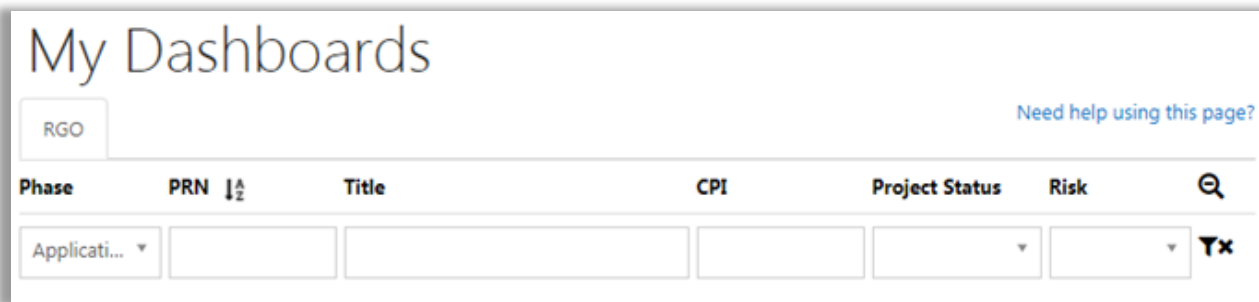 My Dashboards
Need help using this page?
RGO
Phase PRN Title CPI Project Status Risk
Applicati...